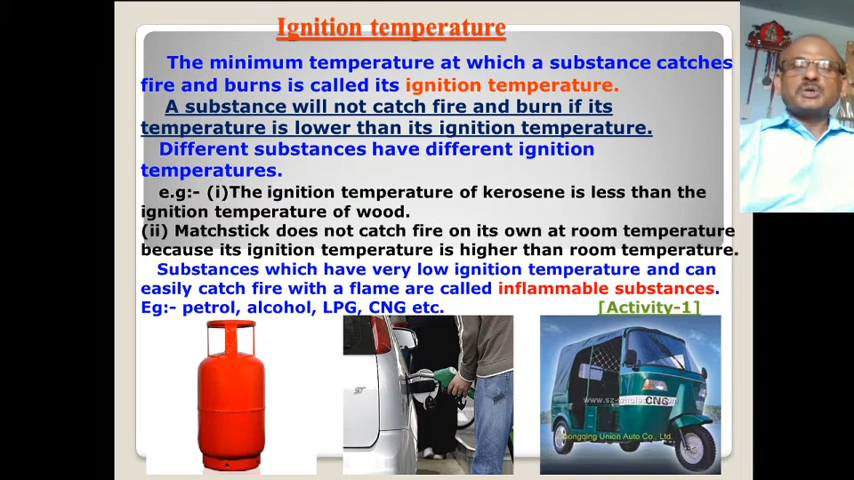 Ignition temperature
The minimum temperature at which a substance catches
fire and burns is called its ignition temperature.
A substance will not catch fire and burn if its
temperature is lower than its ignition temperature.
Different substances have different ignition
temperatures.
e.g:- (i)The ignition temperature of kerosene is less than the
ignition temperature of wood.
(ii) Matchstick does not catch fire on its own at room temperature
because its ignition temperature is higher than room temperature.
Substances which have very low ignition temperature and can
easily catch fire with a flame are called inflammable substances.
Eg:- petrol, alcohol, LPG, CNG etc. [Activity-1]
CNG
Union Auto Co., Ltd.